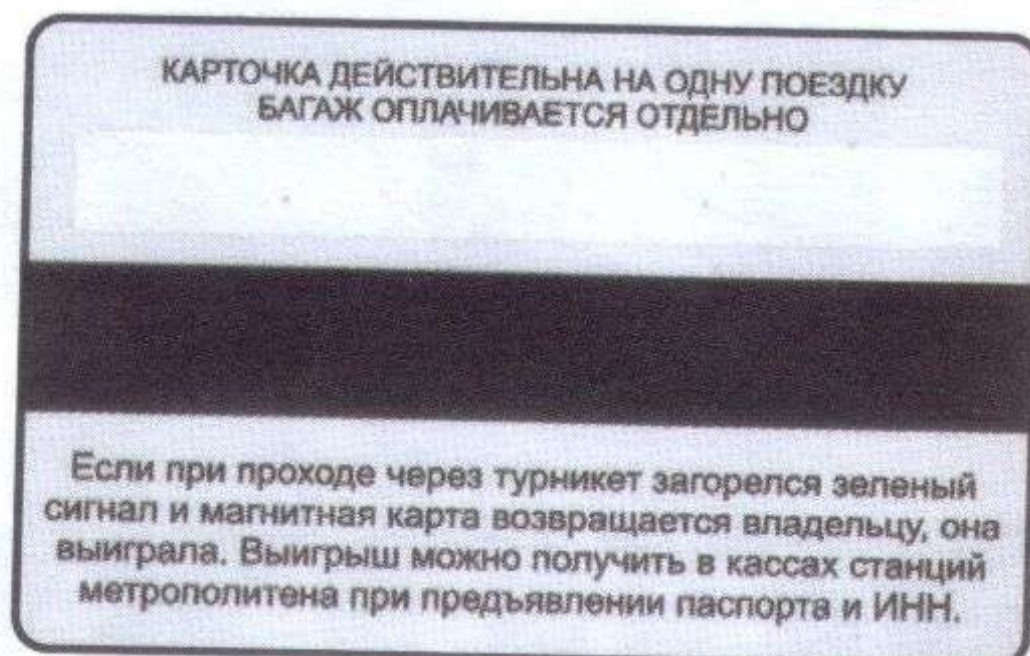 КАРТОЧКА ДЕЙСТВИТЕЛЬНА НА ОДНУ ПОЕЗДКУ
БАГАЖ ОПЛАЧИВАЕТСЯ ОТДЕЛЬНО
Если при проходе через турникет загорелся зеленый
сигнал и магнитная карта возвращается владельцу, она
выиграла. Выигрыш можно получить в кассах станций
метрополитена при предъявлении паспорта и ИНН.